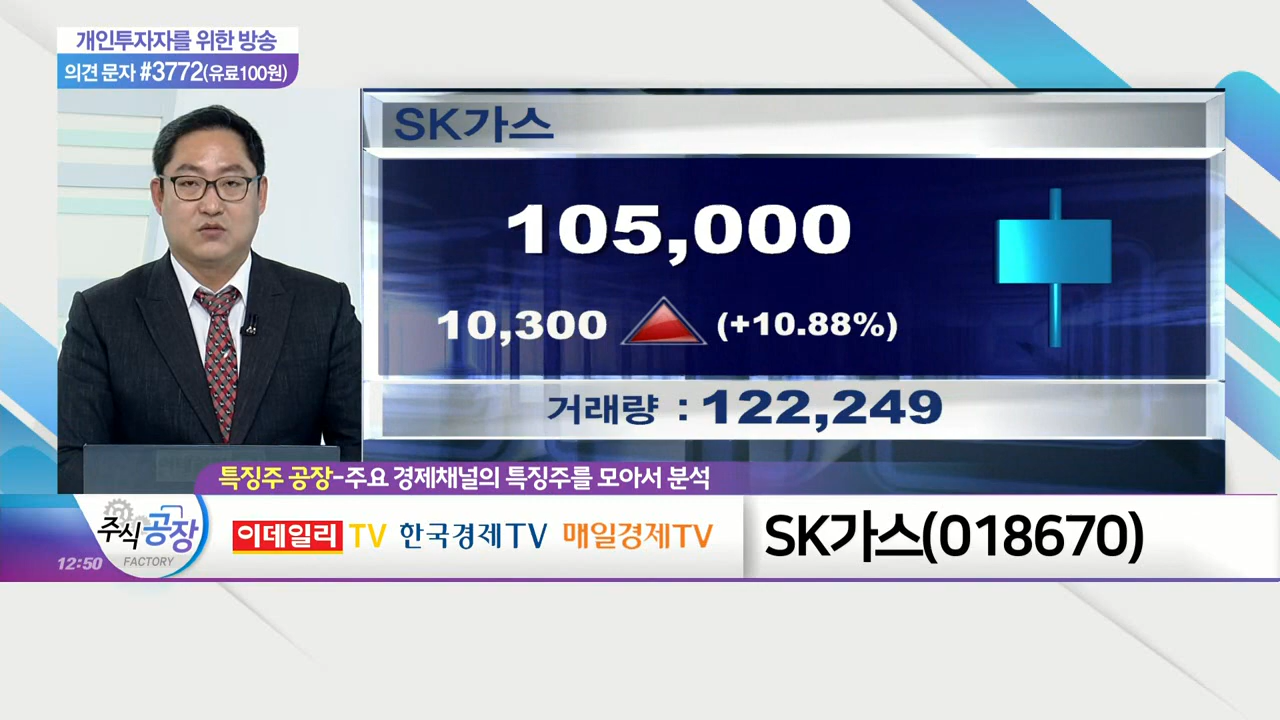 개인투자자를 위한 방송
의견 문자 #3772(유료100원)
SK가스
105,000
10,300 (+10.88%)
거래량 : 122,249
특징주 공장-주요 경제채널의 특징주를 모아서 분석
주식공장
FACTORY
12:50
이데일리 TV 한국경제TV 매일경제TV
SK가스(018670)